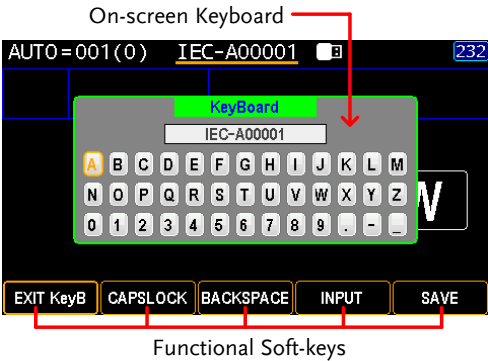 On-screen Keyboard
AUTO=001(0) IEC-A00001 232
KeyBoard
IEC-A00001
A B C D E F G H I J K L M
N O P Q R S T U V W X Y Z
0 1 2 3 4 5 6 7 8 9 . - _
EXIT KeyB CAPSLOCK BACKSPACE INPUT SAVE
Functional Soft-keys